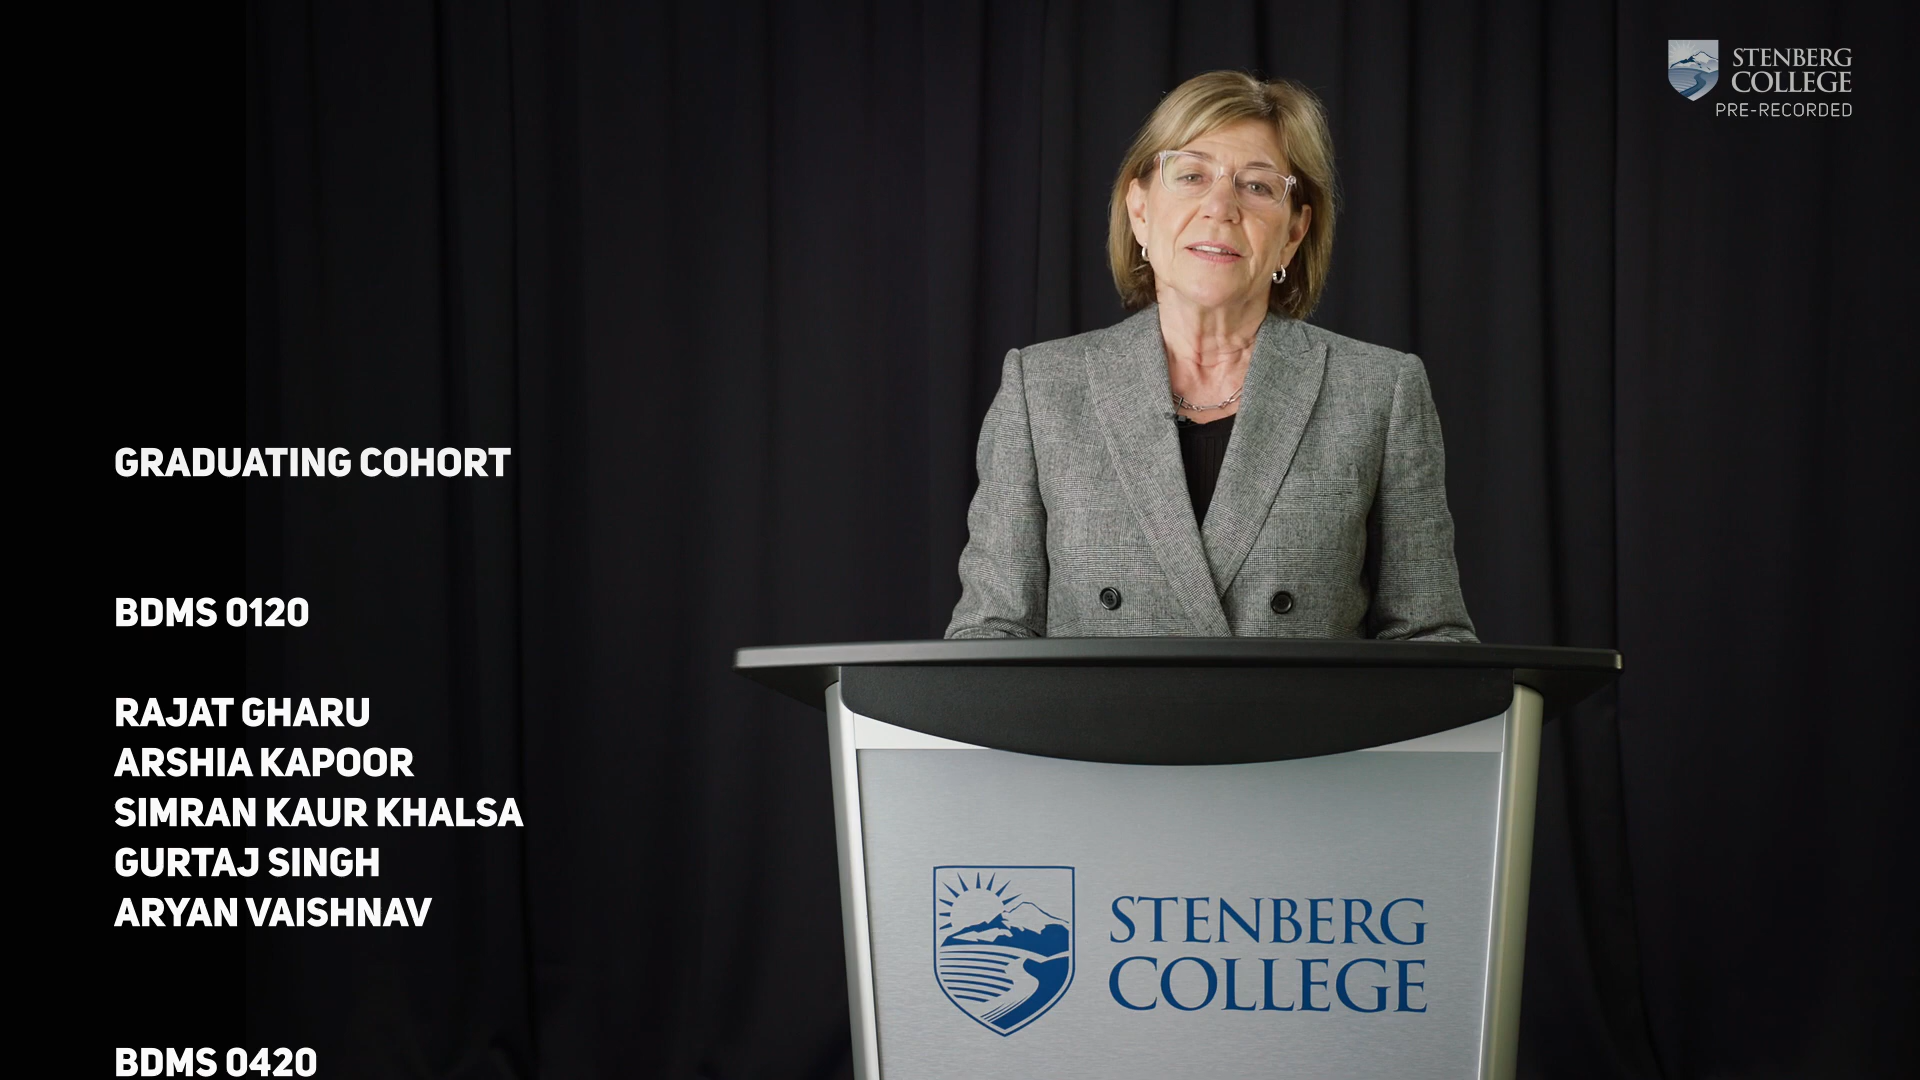 STENBERG
COLLEGE
PRE-RECORDED
GRADUATING COHORT
BDMS 0120
RAJAT GHARU
ARSHIA KAPOOR
SIMRAN KAUR KHALSA
GURTAJ SINGH
ARYAN VAISHNAV
BDMS 0420
STENBERG
COLLEGE